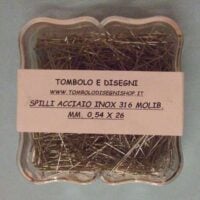 TOMBOLO E DISEGNI
WWW.TOMBOLODISEGNISHOP.IT
SPILLI ACCIAIO INOX 316 MOLIB.
MM. 0,54 X 26